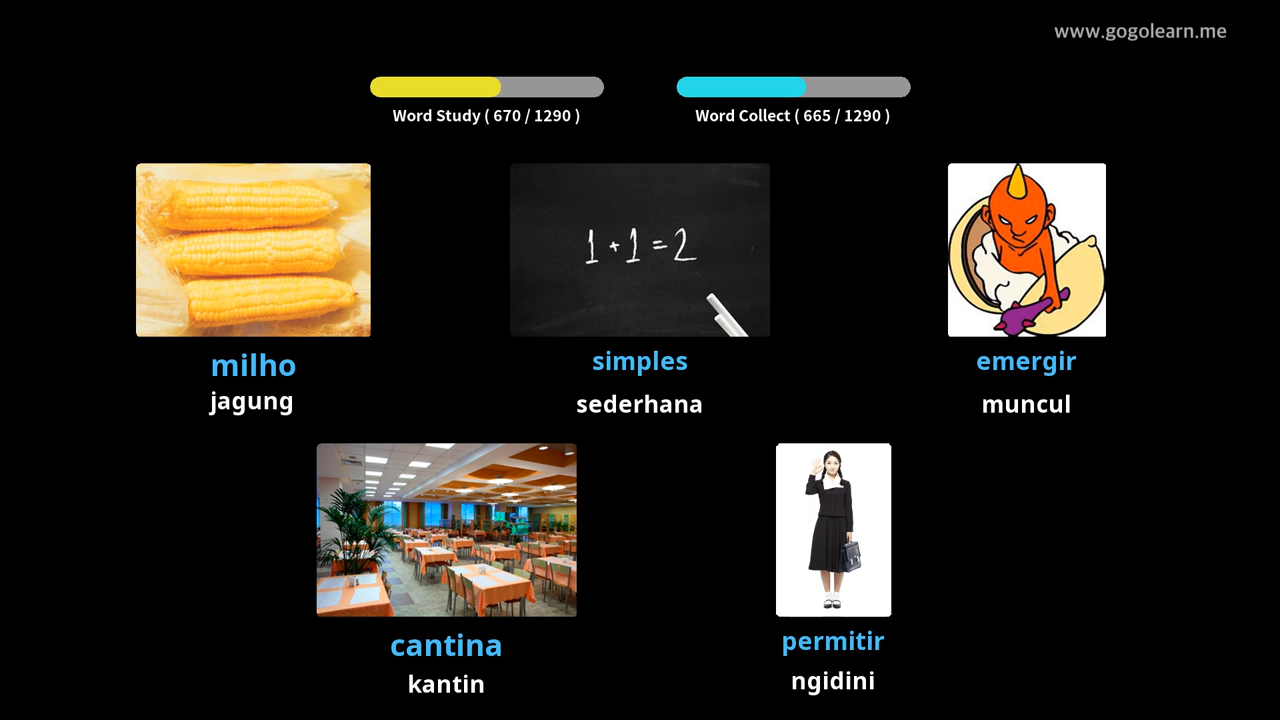 www.gogolearn.me
Word Study ( 670 / 1290 )
Word Collect ( 665 / 1290 )
1 + 1 = 2
milho
jagung
simples
sederhana
emergir
muncul
cantina
kantin
permitir
ngidini